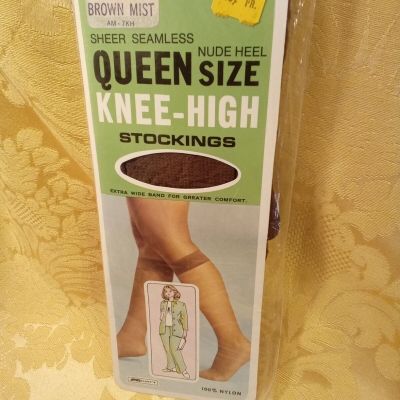 BROWN MIST
AM-7KH
SHEER SEAMLESS
NUDE HEEL
QUEEN SIZE
KNEE-HIGH
STOCKINGS
EXTRA WIDE BAND FOR GREATER COMFORT.
100% NYLON